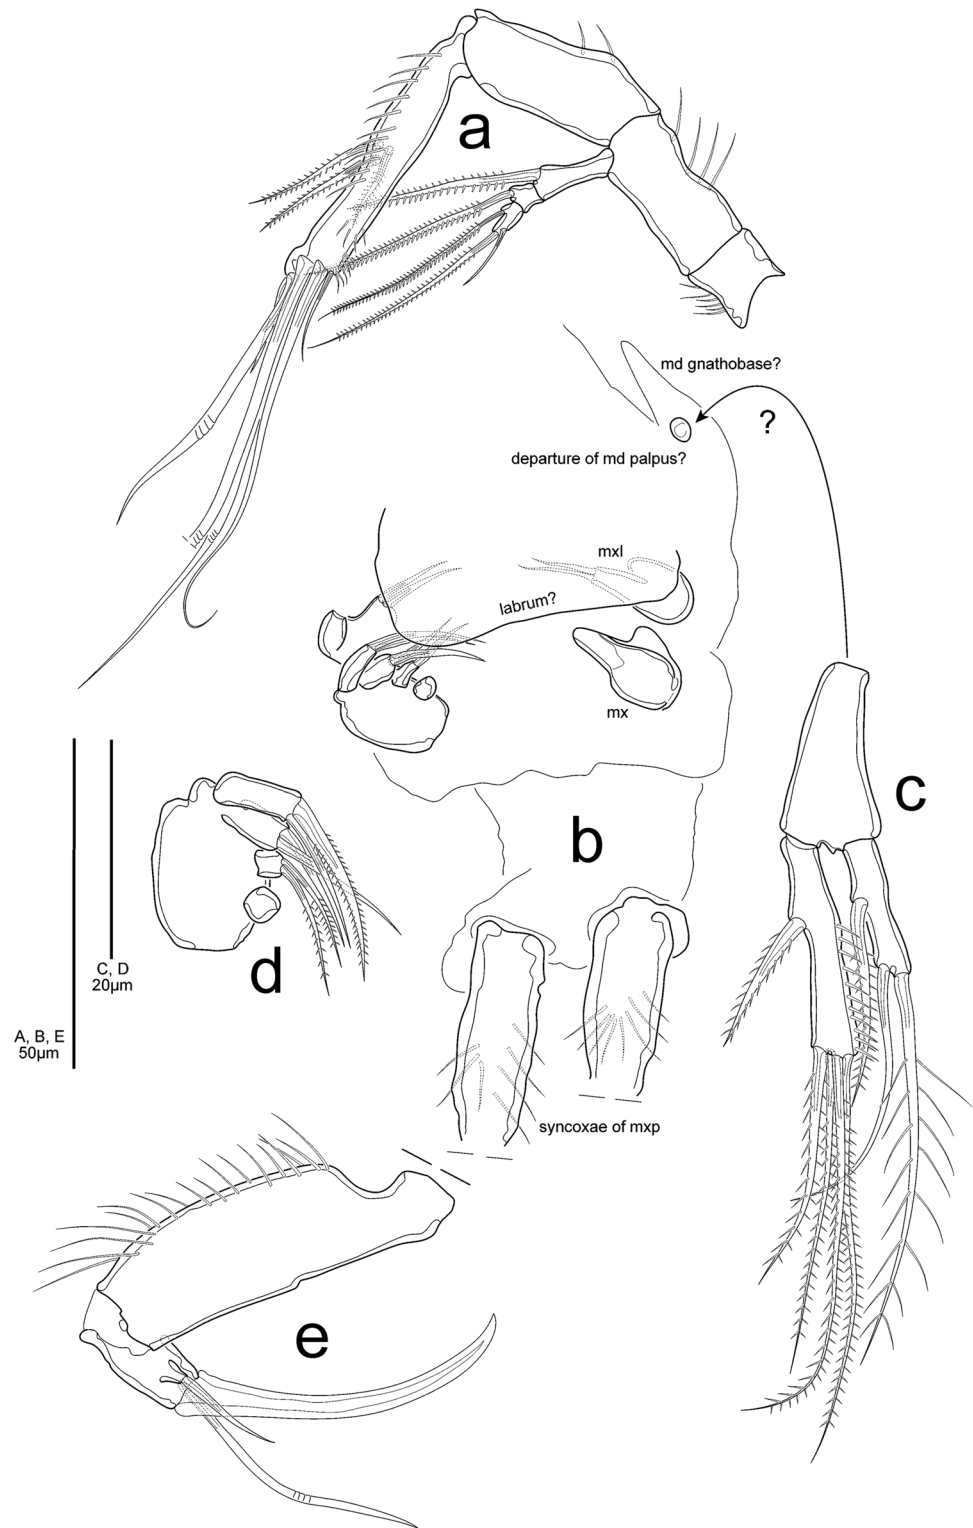 a
md gnathobase?
?
departure of md palpus?
mxl
labrum?
mx
c
b
d
C, D
20µm
A, B, E
50µm
syncoxae of mxp
e